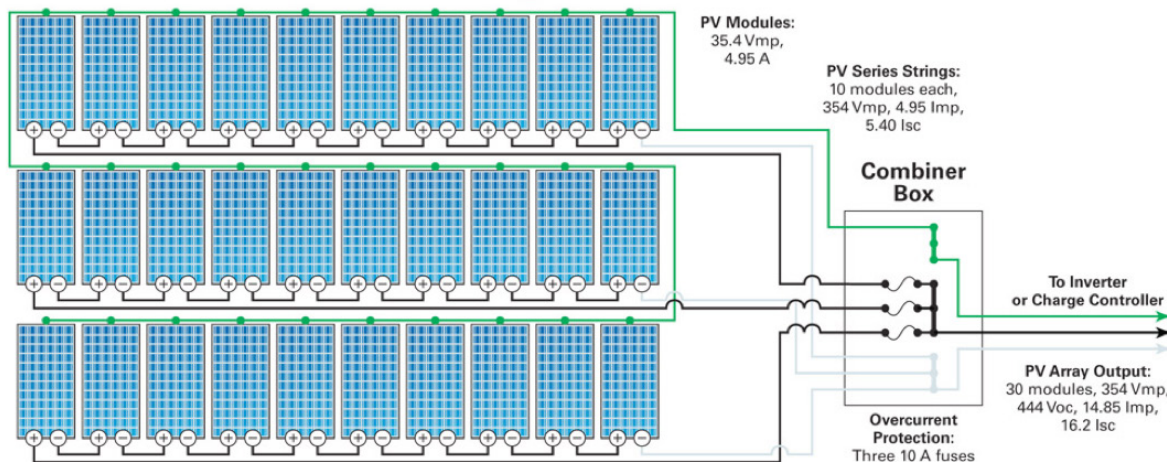 PV Modules:
35.4 Vmp,
4.95 A
PV Series Strings:
10 modules each,
354 Vmp, 4.95 Imp,
5.40 Isc
Combiner
Box
To Inverter
or Charge Controller
PV Array Output:
30 modules, 354 Vmp,
444 Voc, 14.85 Imp,
16.2 Isc
Overcurrent
Protection:
Three 10 A fuses
+ − + − + − + − + − + − + − + − + − + −
+ − + − + − + − + − + − + − + − + − + −
+ − + − + − + − + − + − + − + − + − + −